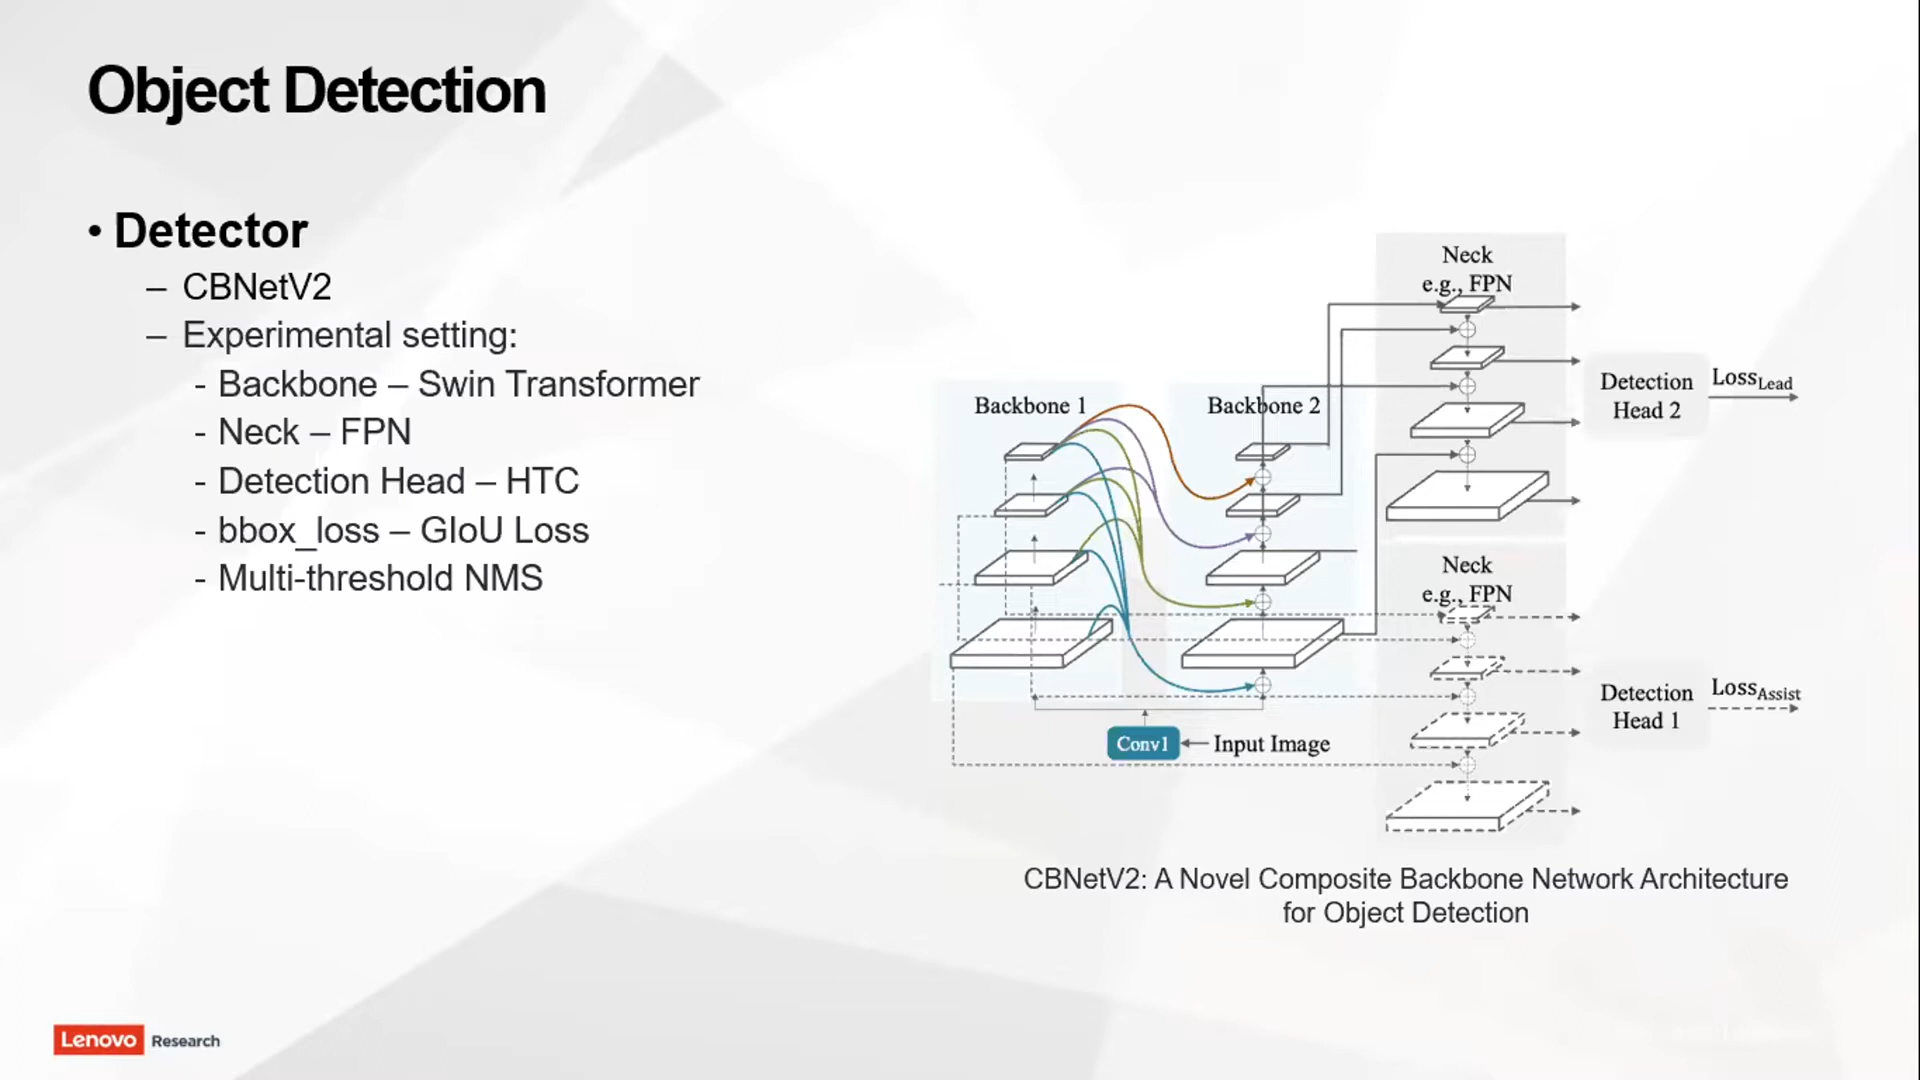 Object Detection
• Detector
– CBNetV2
– Experimental setting:
- Backbone – Swin Transformer
- Neck – FPN
- Detection Head – HTC
- bbox_loss – GIoU Loss
- Multi-threshold NMS
Neck
e.g., FPN
Detection
Head 2
LossLead
Backbone 1
Backbone 2
Neck
e.g., FPN
Detection
Head 1
LossAssist
Conv1
Input Image
CBNetV2: A Novel Composite Backbone Network Architecture
for Object Detection
Lenovo Research